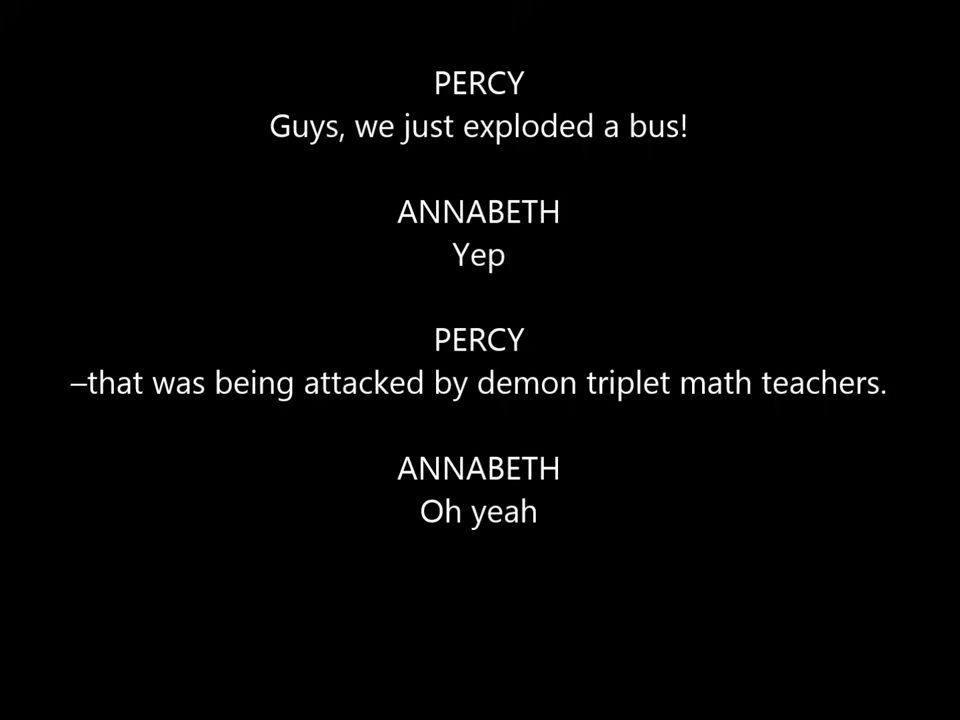 PERCY
Guys, we just exploded a bus!
ANNABETH
Yep
PERCY
–that was being attacked by demon triplet math teachers.
ANNABETH
Oh yeah